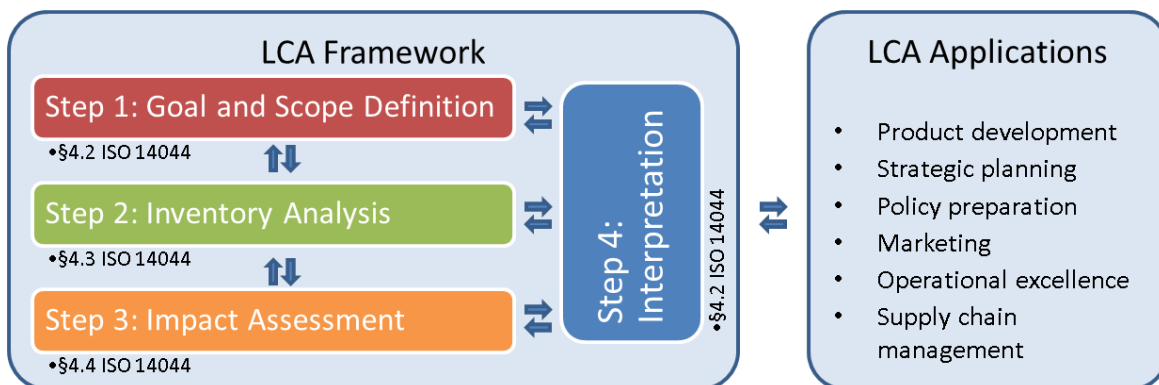 LCA Framework
Step 1: Goal and Scope Definition
•§4.2 ISO 14044
Step 2: Inventory Analysis
•§4.3 ISO 14044
Step 3: Impact Assessment
•§4.4 ISO 14044
Step 4:
Interpretation
•§4.2 ISO 14044
LCA Applications
• Product development
• Strategic planning
• Policy preparation
• Marketing
• Operational excellence
• Supply chain
management